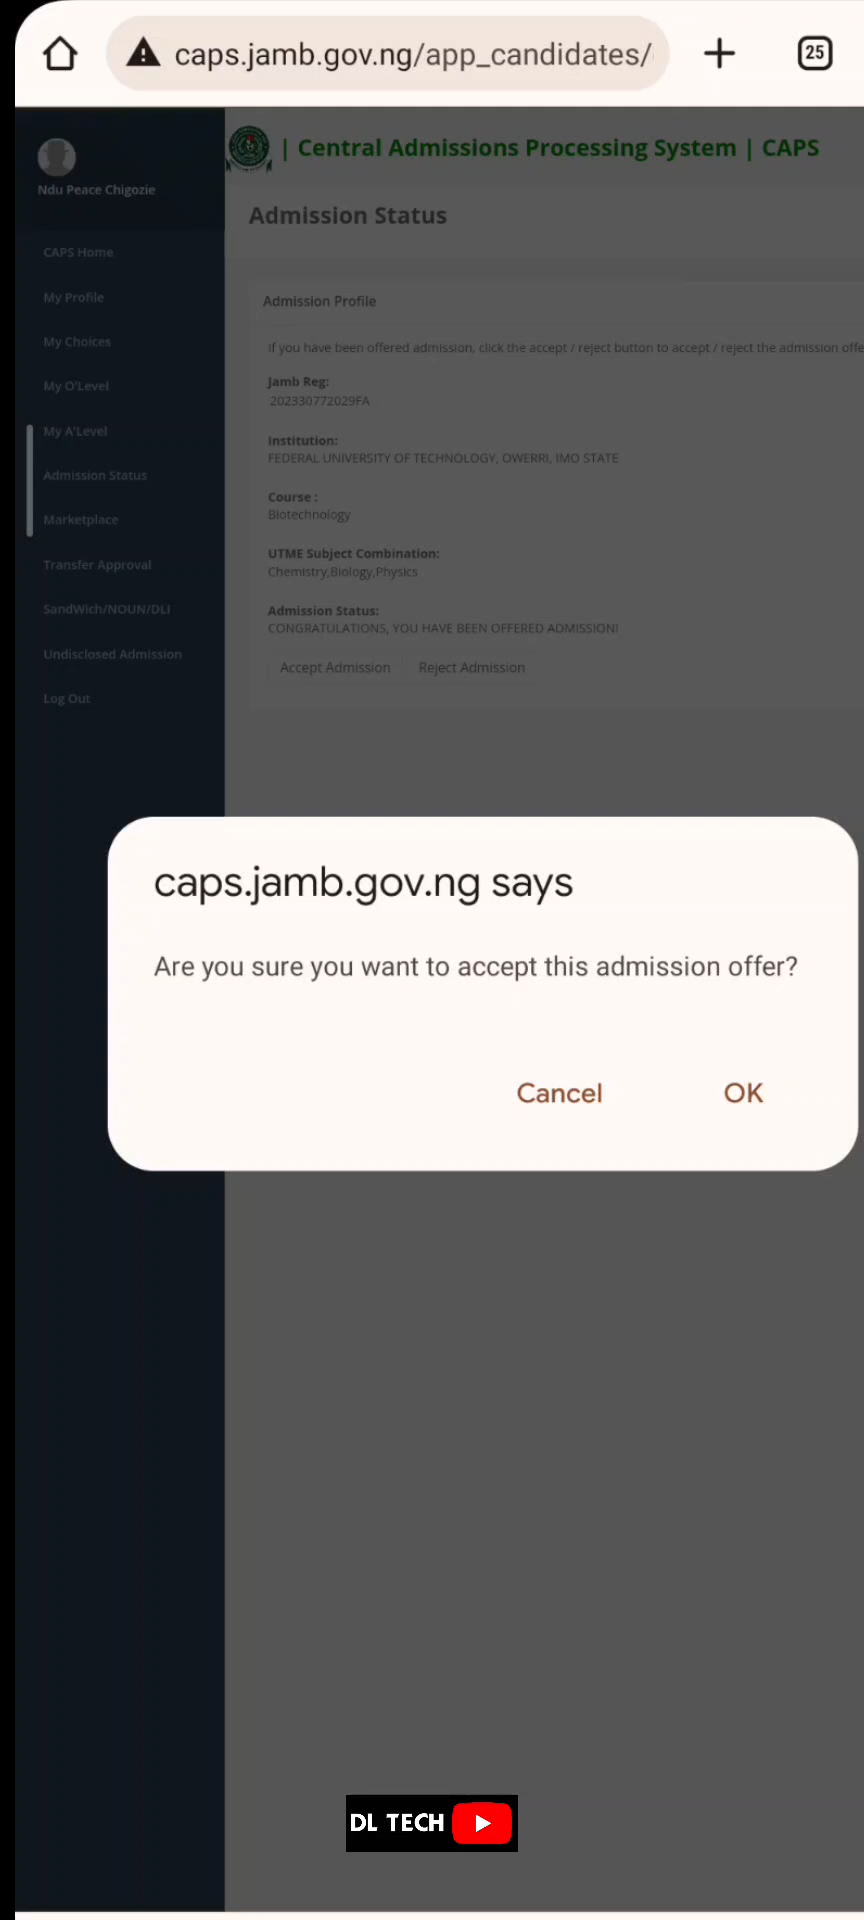 caps.jamb.gov.ng/app_candidates/
25
Ndu Peace Chigozie
CAPS Home
My Profile
My Choices
My O'Level
My A'Level
Admission Status
Marketplace
Transfer Approval
SandWich/NOUN/DLI
Undisclosed Admission
Log Out
| Central Admissions Processing System | CAPS
Admission Status
Admission Profile
If you have been offered admission, click the accept / reject button to accept / reject the admission offe
Jamb Reg:
202330772029FA
Institution:
FEDERAL UNIVERSITY OF TECHNOLOGY, OWERRI, IMO STATE
Course :
Biotechnology
UTME Subject Combination:
Chemistry,Biology,Physics
Admission Status:
CONGRATULATIONS, YOU HAVE BEEN OFFERED ADMISSION!
Accept Admission Reject Admission
caps.jamb.gov.ng says
Are you sure you want to accept this admission offer?
Cancel OK
DL TECH